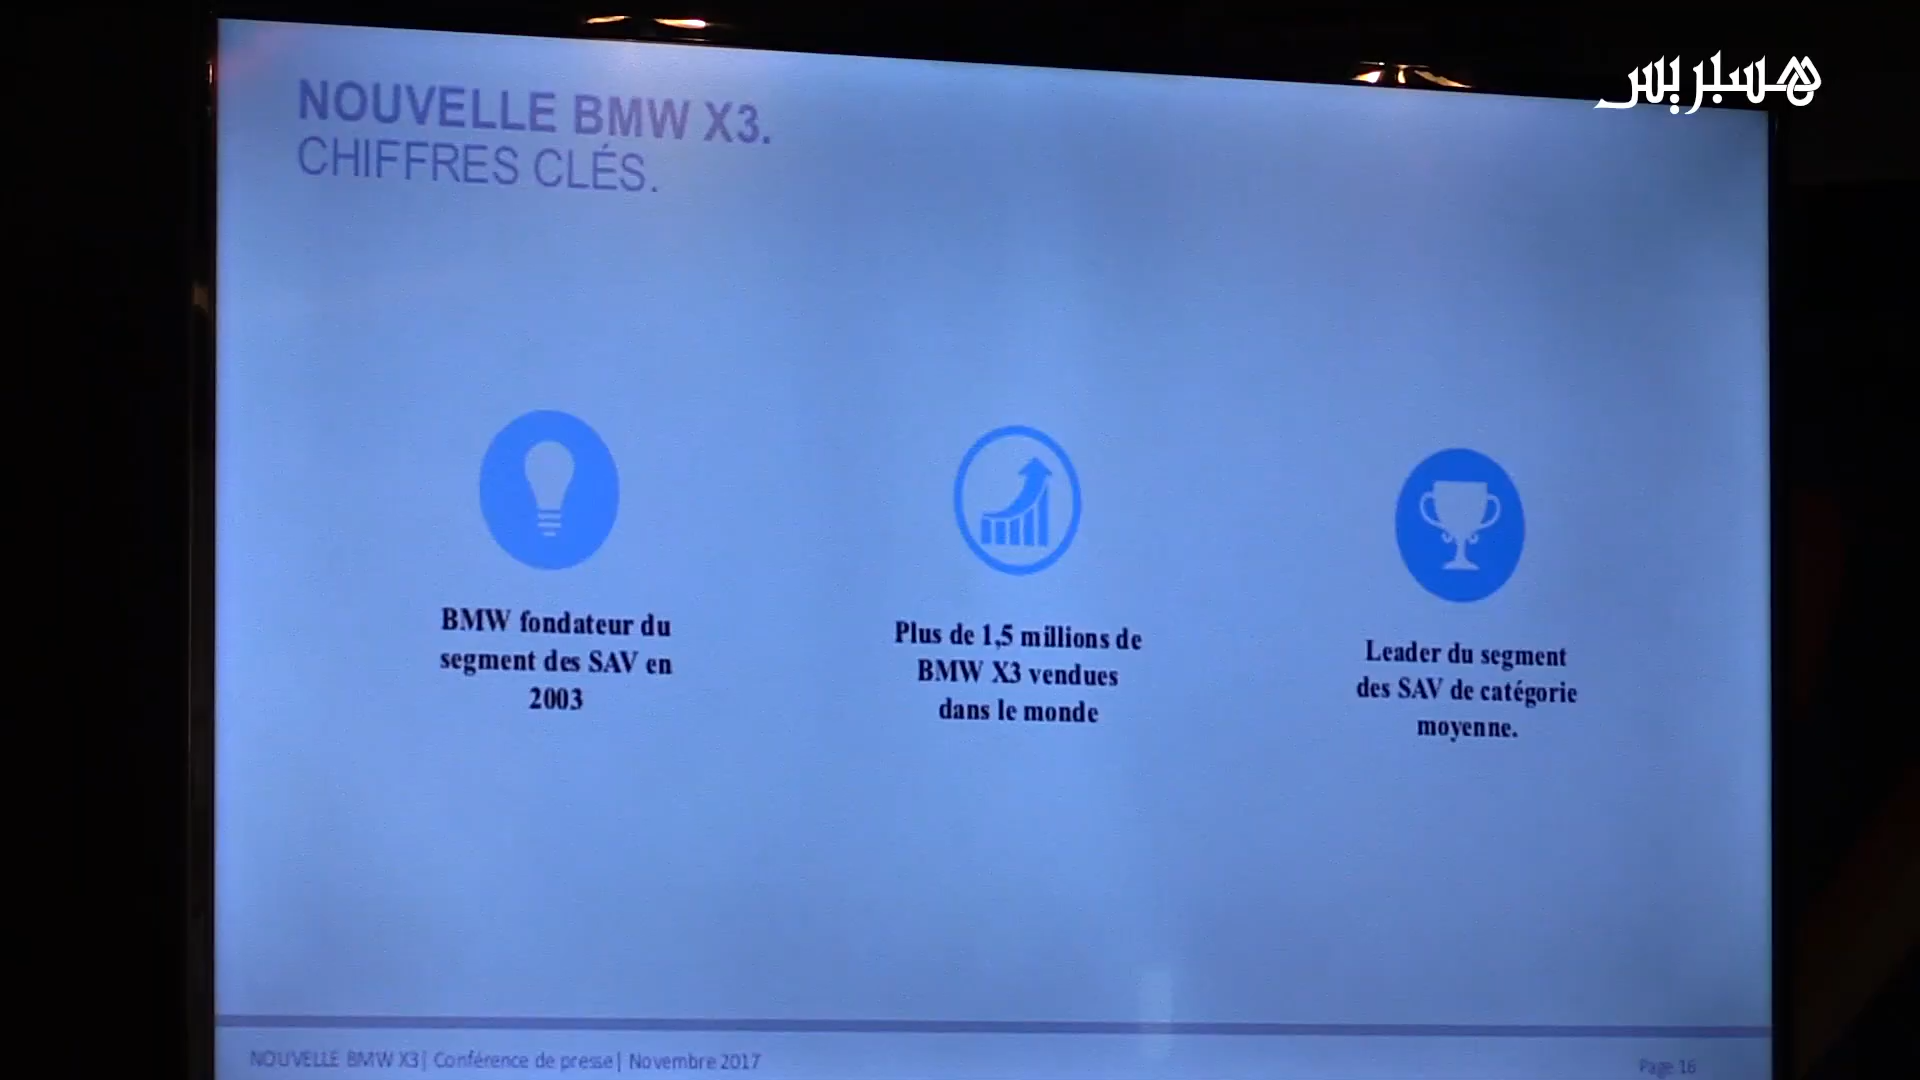 هسبريس
NOUVELLE BMW X3.
CHIFFRES CLÉS.
BMW fondateur du
segment des SAV en
2003
Plus de 1,5 millions de
BMW X3 vendues
dans le monde
Leader du segment
des SAV de catégorie
moyenne.
NOUVELLE BMW X3| Conférence de presse| Novembre 2017
Page 16